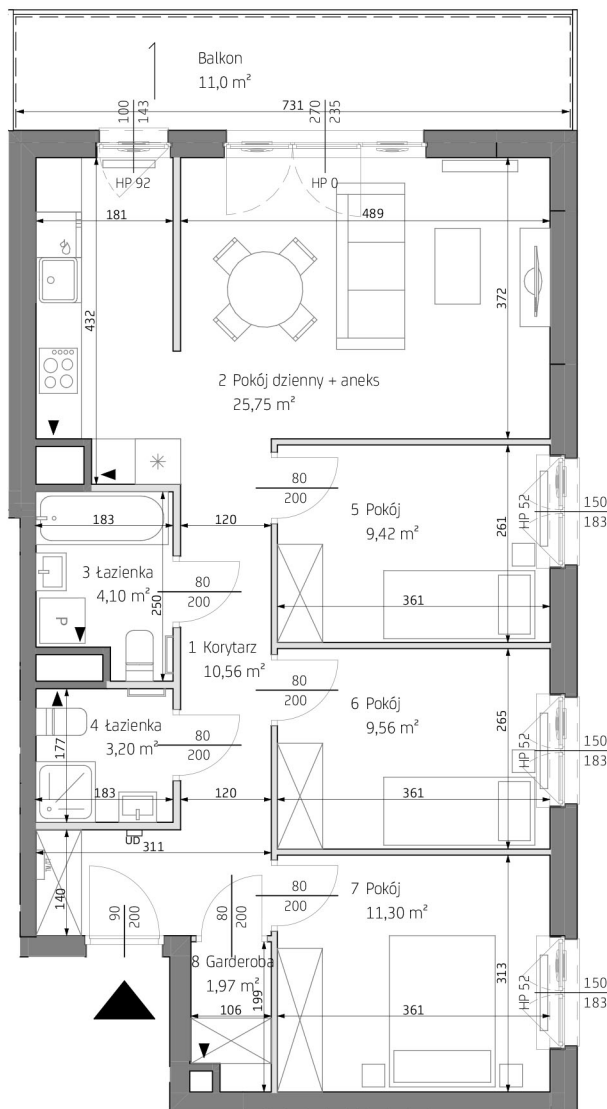 Balkon
11,0 m²
731
100
143
270
235
HP 92
HP 0
181
489
432
372
2 Pokój dzienny + aneks
25,75 m²
80
200
5 Pokój
9,42 m²
261
HP 52
150
183
361
183
120
3 Łazienka
4,10 m²
250
80
200
P
1 Korytarz
10,56 m²
80
200
6 Pokój
9,56 m²
265
HP 52
150
183
361
4 Łazienka
3,20 m²
177
80
200
183
120
UD
311
140
90
200
80
200
80
200
7 Pokój
11,30 m²
313
HP 52
150
183
361
8 Garderoba
1,97 m²
199
106